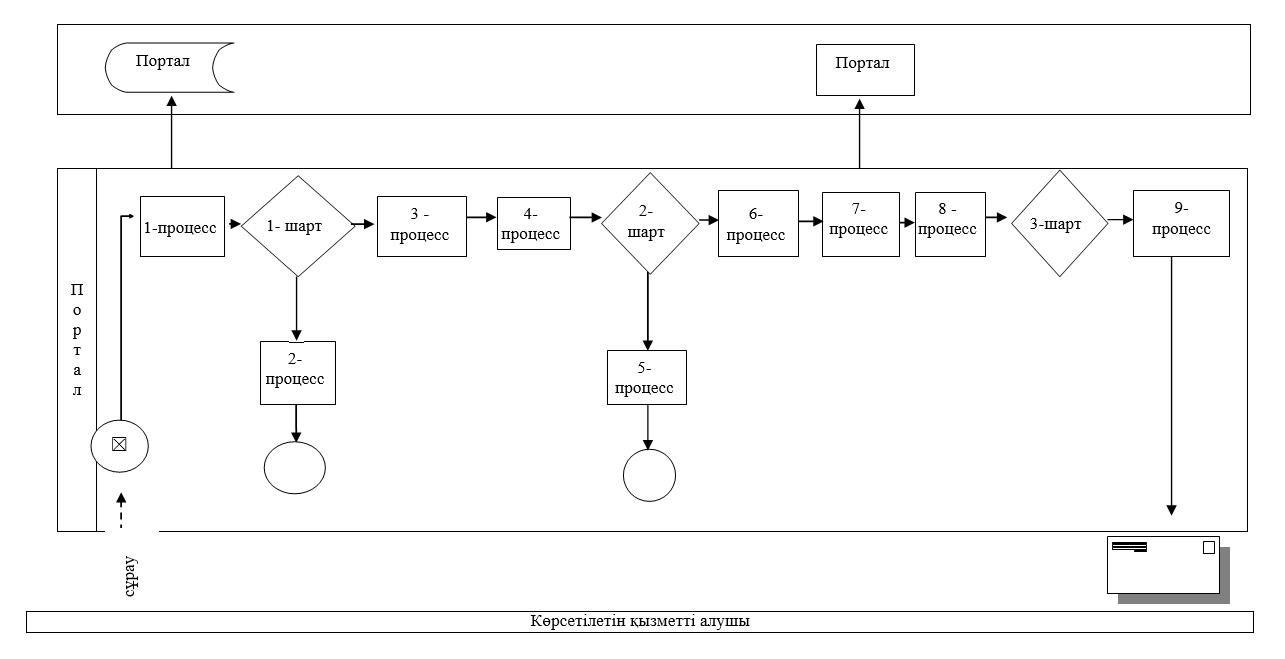 Портал
Портал
1-процесс
1- шарт
3 -
процесс
4-
процесс
2-
шарт
6-
процесс
7-
процесс
8 -
процесс
3-шарт
9-
процесс
П
о
р
т
а
л
2-
процесс
5-
процесс
сұрау
Көрсетілетін қызметті алушы